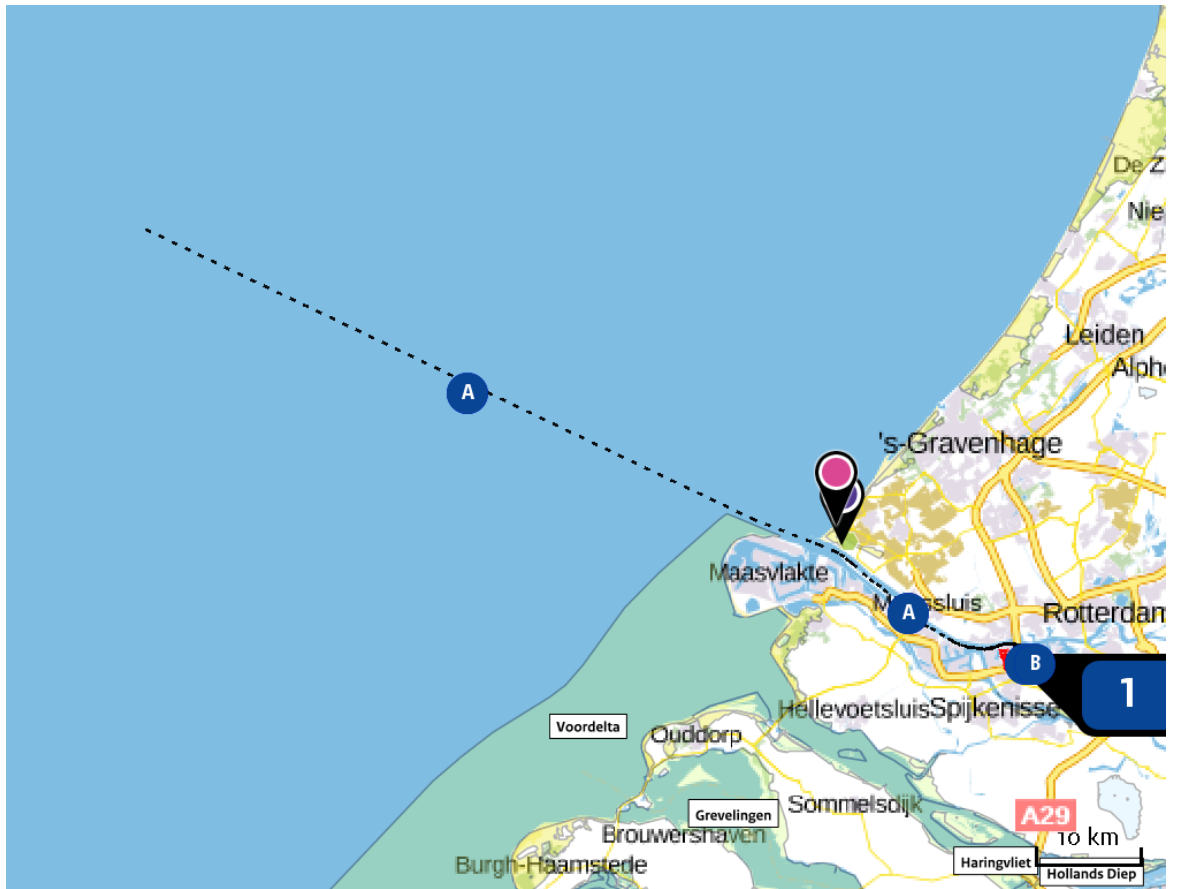 De Z
Nie
Leiden
Alph
A
's-Gravenhage
Maasvlakte
A
Rotterdam
B
1
Hellevoetsluis
Spijkenisse
Voordelta
Ouddorp
Grevelingen
Sommelsdijk
A29
Brouwershaven
10 km
Burgh-Haamstede
Haringvliet
Hollands Diep